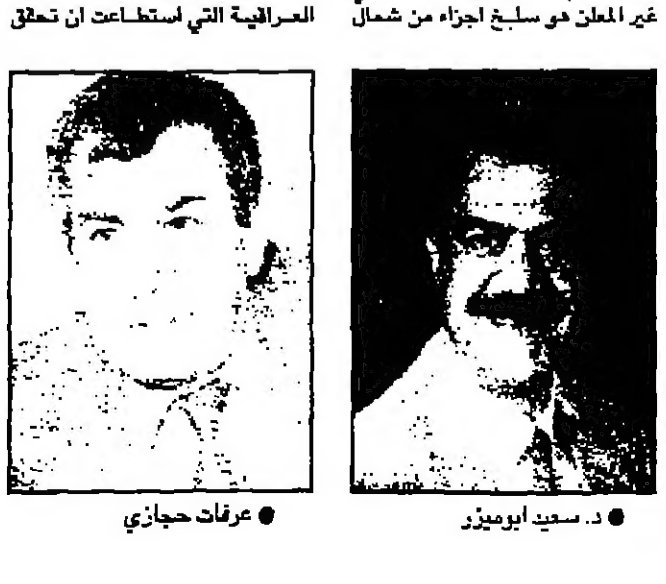 غير المعلن هو سلخ اجزاء من شمال
العراقية التي استطاعت ان تحقق
● د. سعيد ابوميزر
● عرفات حجازي